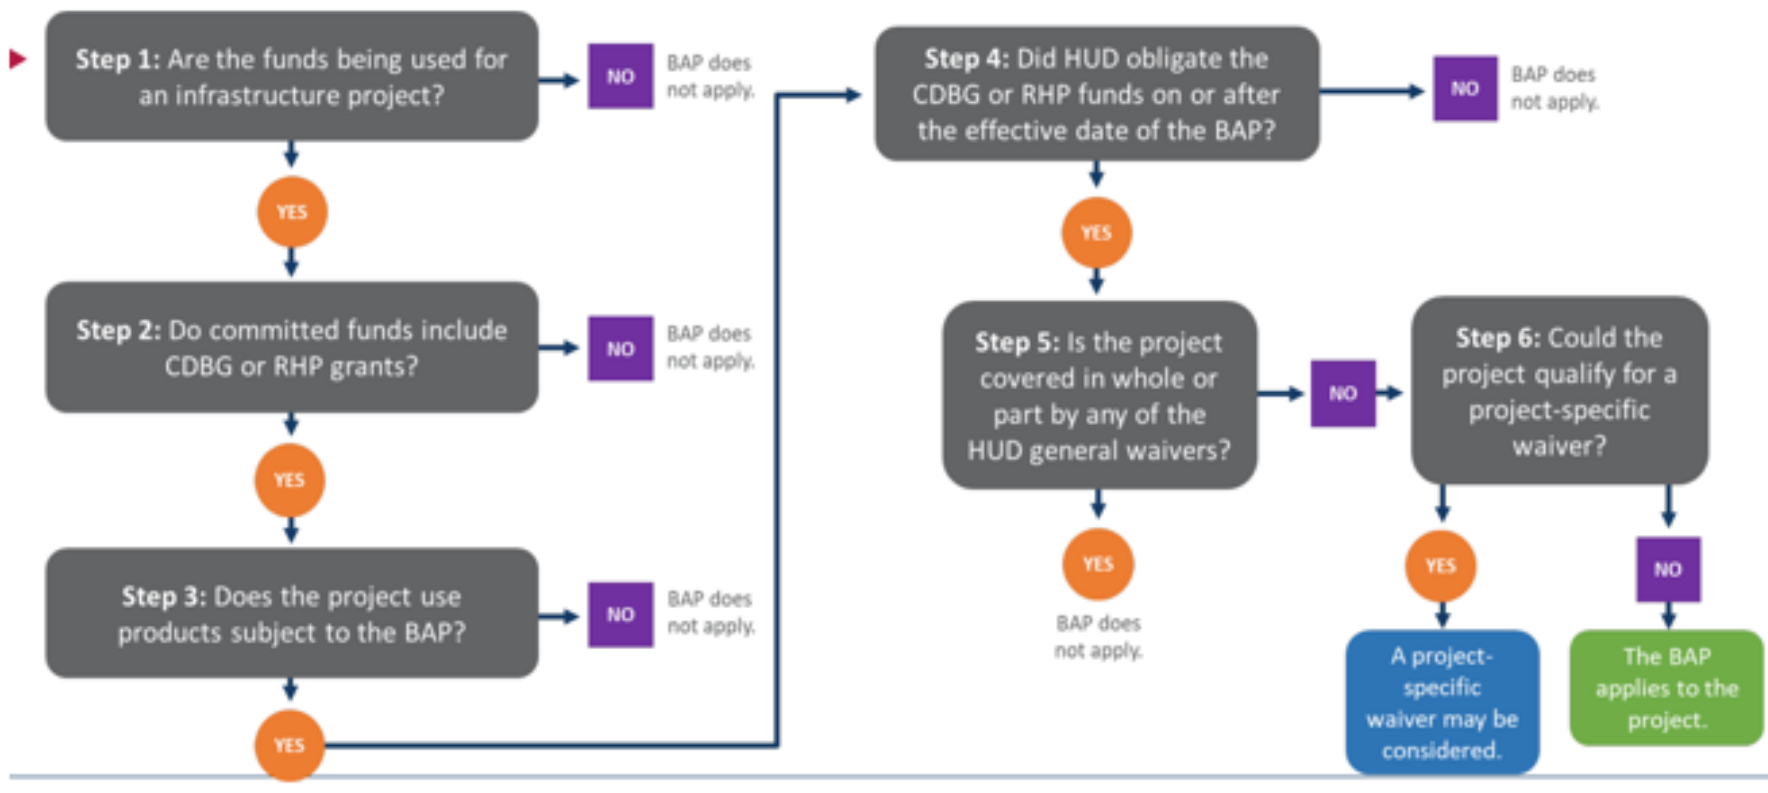 Step 1: Are the funds being used for
an infrastructure project?
NO
BAP does
not apply.
YES
Step 2: Do committed funds include
CDBG or RHP grants?
NO
BAP does
not apply.
YES
Step 3: Does the project use
products subject to the BAP?
NO
BAP does
not apply.
YES
Step 4: Did HUD obligate the
CDBG or RHP funds on or after
the effective date of the BAP?
NO
BAP does
not apply.
YES
Step 5: Is the project
covered in whole or
part by any of the
HUD general waivers?
YES
BAP does
not apply.
NO
Step 6: Could the
project qualify for a
project-specific
waiver?
YES
A project-
specific
waiver may be
considered.
NO
The BAP
applies to the
project.